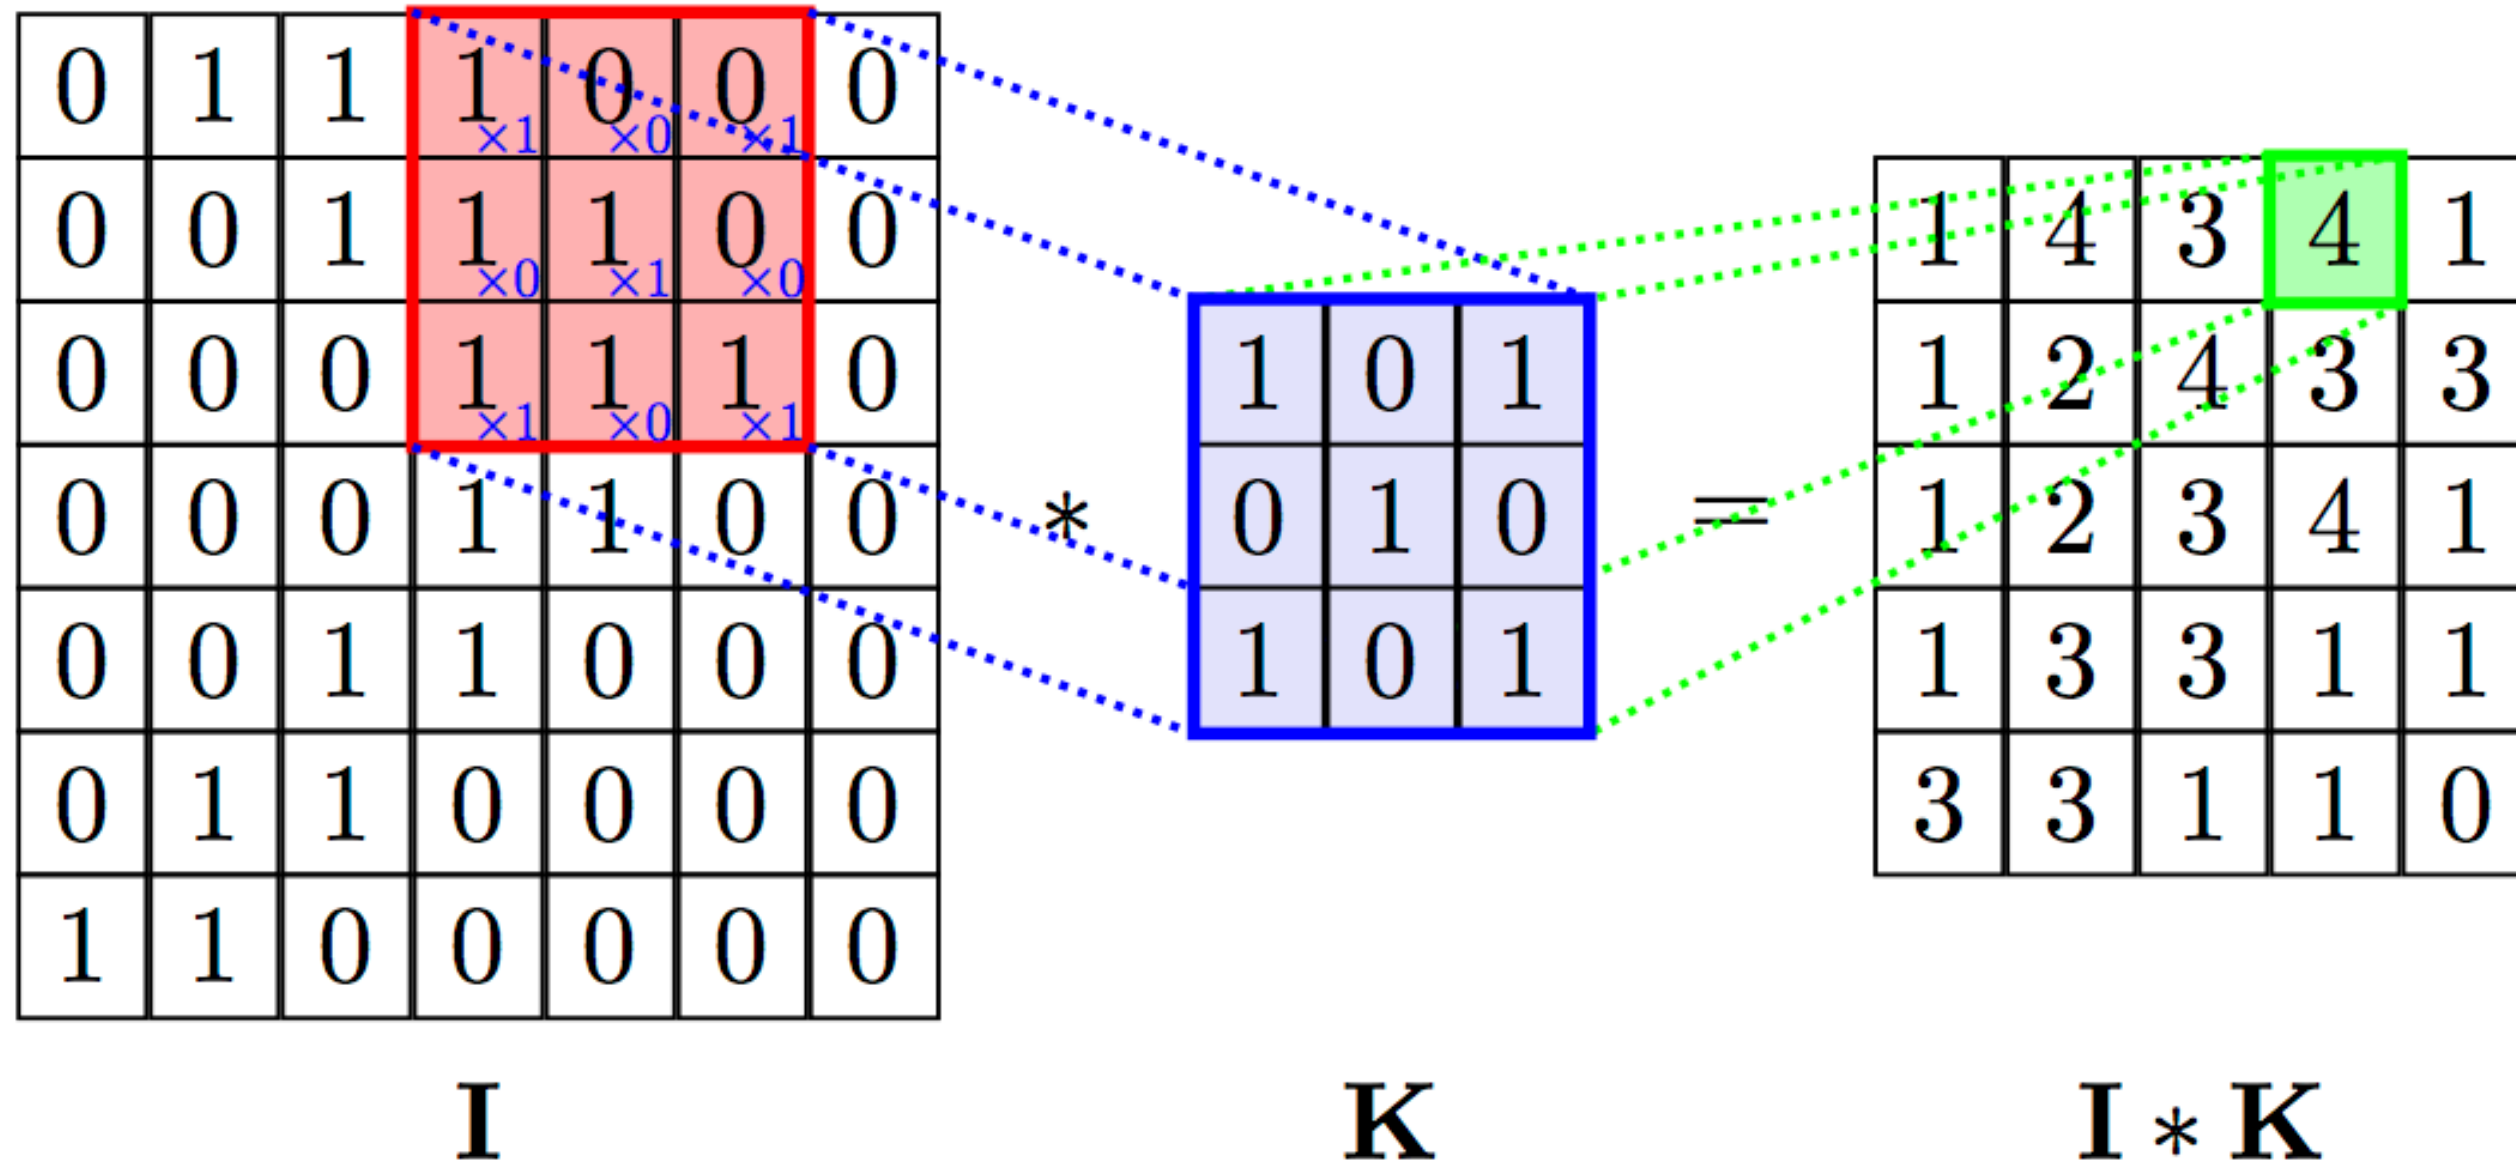 0 1 1 1 ×1 0 ×0 0 ×1 0
0 0 1 1 ×0 1 ×1 0 ×0 0 1 4 3 4 1
0 0 0 1 ×1 1 ×0 1 ×1 0 1 0 1 1 2 4 3 3
0 0 0 1 1 0 0 * 0 1 0 = 1 2 3 4 1
0 0 1 1 0 0 0 1 0 1 1 3 3 1 1
0 1 1 0 0 0 0 3 3 1 1 0
1 1 0 0 0 0 0
I K I * K